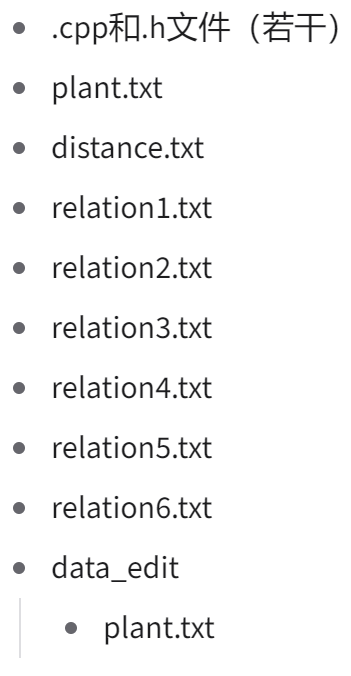 .cpp和.h文件（若干）
plant.txt
distance.txt
relation1.txt
relation2.txt
relation3.txt
relation4.txt
relation5.txt
relation6.txt
data_edit
plant.txt